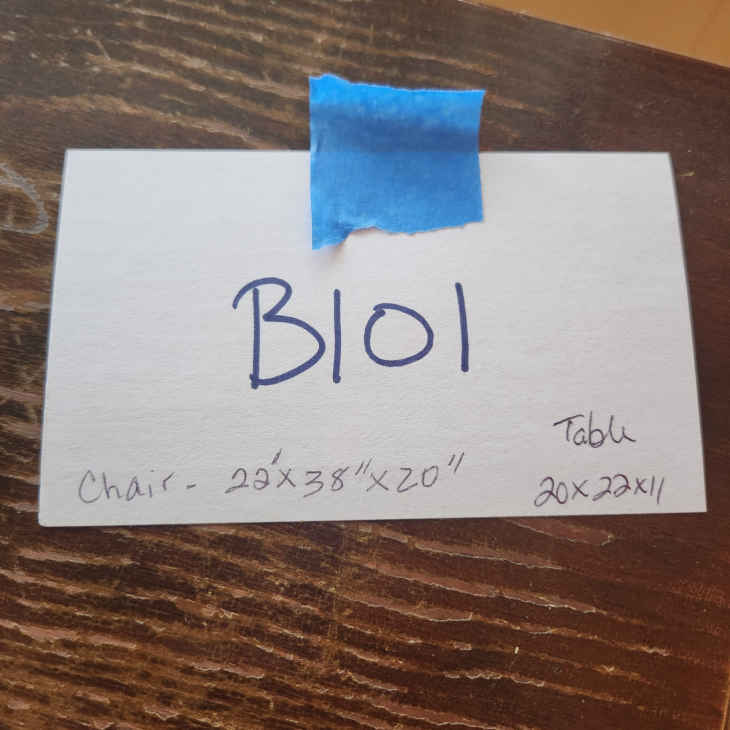 B101
Table
Chair - 22"x38"x20"
20x22x11